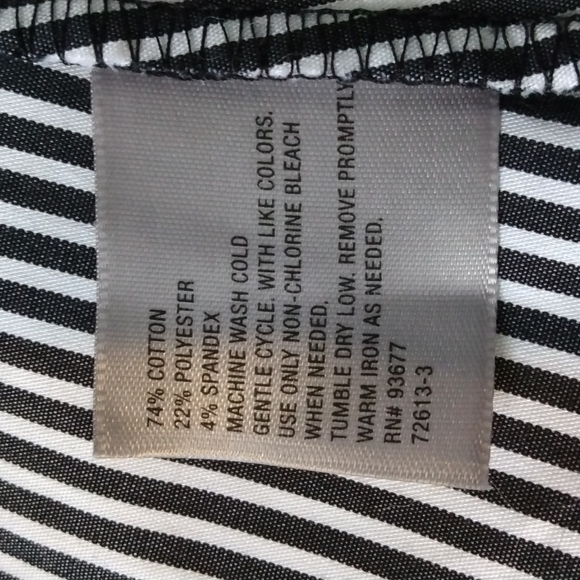 74% COTTON
22% POLYESTER
4% SPANDEX
MACHINE WASH COLD
GENTLE CYCLE. WITH LIKE COLORS.
USE ONLY NON-CHLORINE BLEACH
WHEN NEEDED.
TUMBLE DRY LOW. REMOVE PROMPTLY
WARM IRON AS NEEDED.
RN# 93677
72613-3